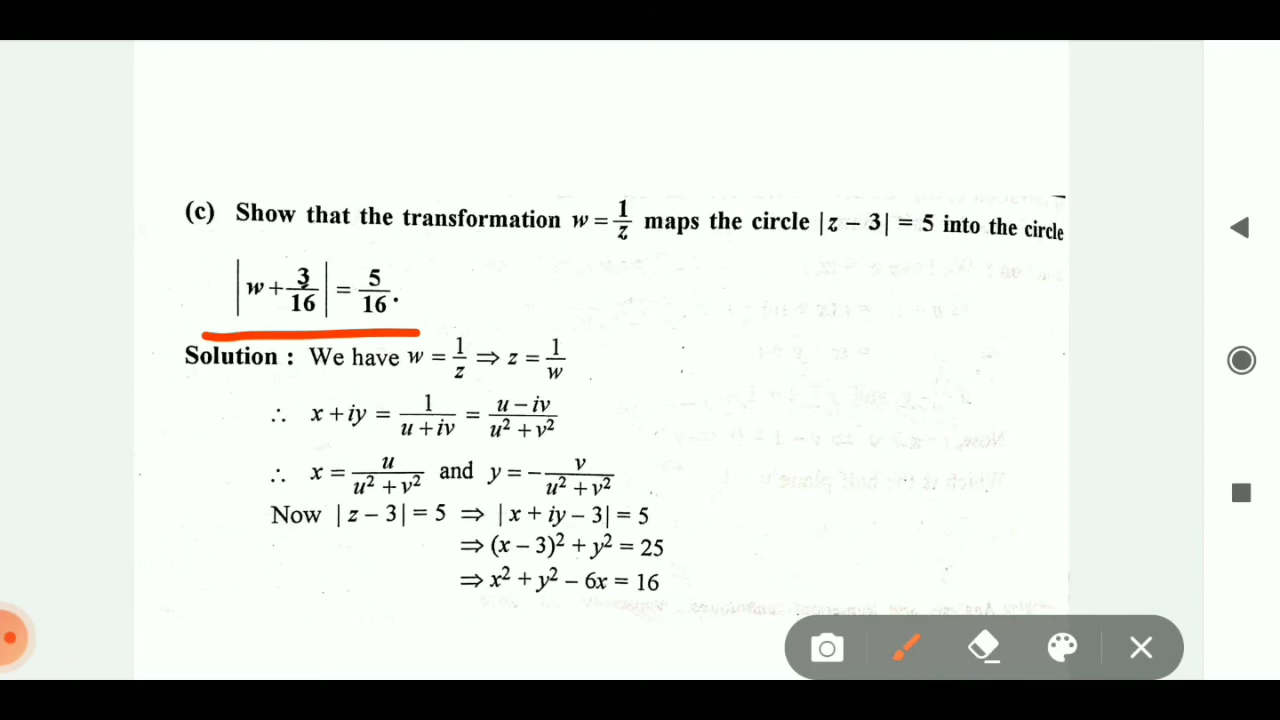 (c) Show that the transformation w = 1/z maps the circle |z − 3| = 5 into the circle
|w + 3/16| = 5/16.
Solution : We have w = 1/z ⇒ z = 1/w
∴ x + iy = 1/(u + iv) = (u − iv)/(u² + v²)
∴ x = u/(u² + v²) and y = − v/(u² + v²)
Now |z − 3| = 5 ⇒ |x + iy − 3| = 5
⇒ (x − 3)² + y² = 25
⇒ x² + y² − 6x = 16